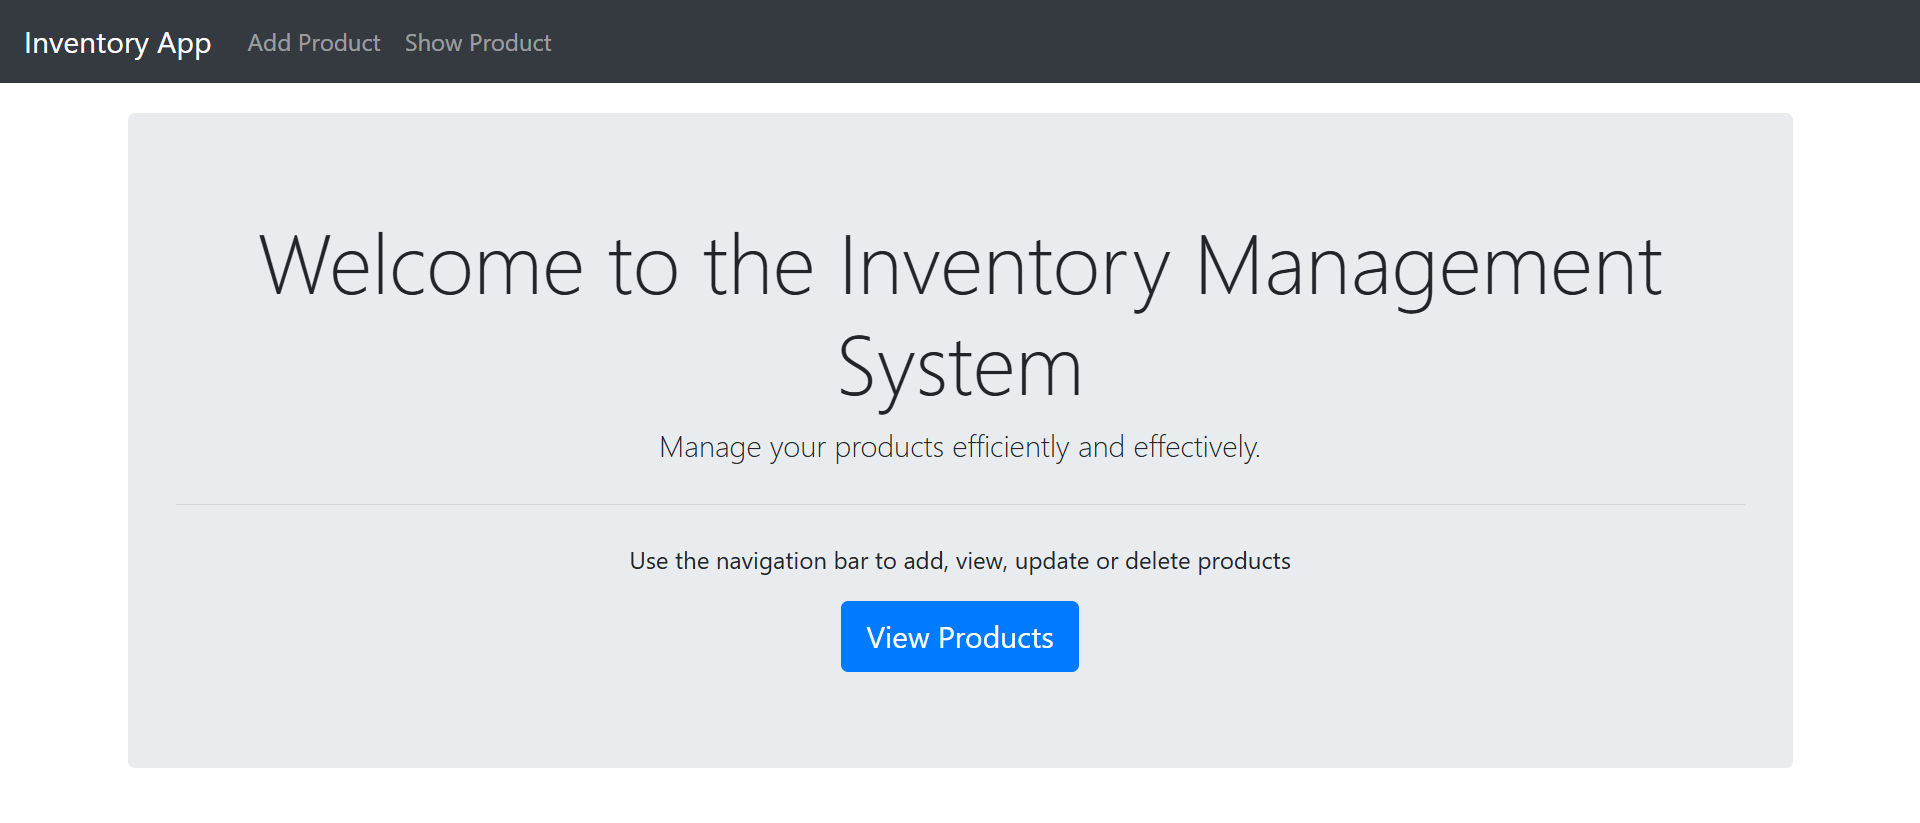 Inventory App Add Product Show Product
Welcome to the Inventory Management
System
Manage your products efficiently and effectively.
Use the navigation bar to add, view, update or delete products
View Products